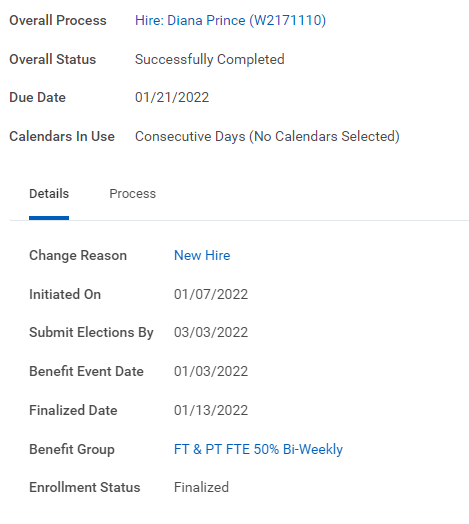 Overall Process Hire: Diana Prince (W2171110)
Overall Status Successfully Completed
Due Date 01/21/2022
Calendars In Use Consecutive Days (No Calendars Selected)
Details Process
Change Reason New Hire
Initiated On 01/07/2022
Submit Elections By 03/03/2022
Benefit Event Date 01/03/2022
Finalized Date 01/13/2022
Benefit Group FT & PT FTE 50% Bi-Weekly
Enrollment Status Finalized